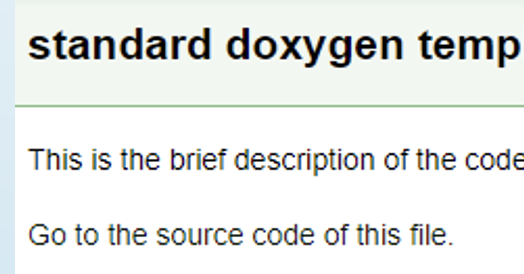 standard doxygen temp
This is the brief description of the code
Go to the source code of this file.